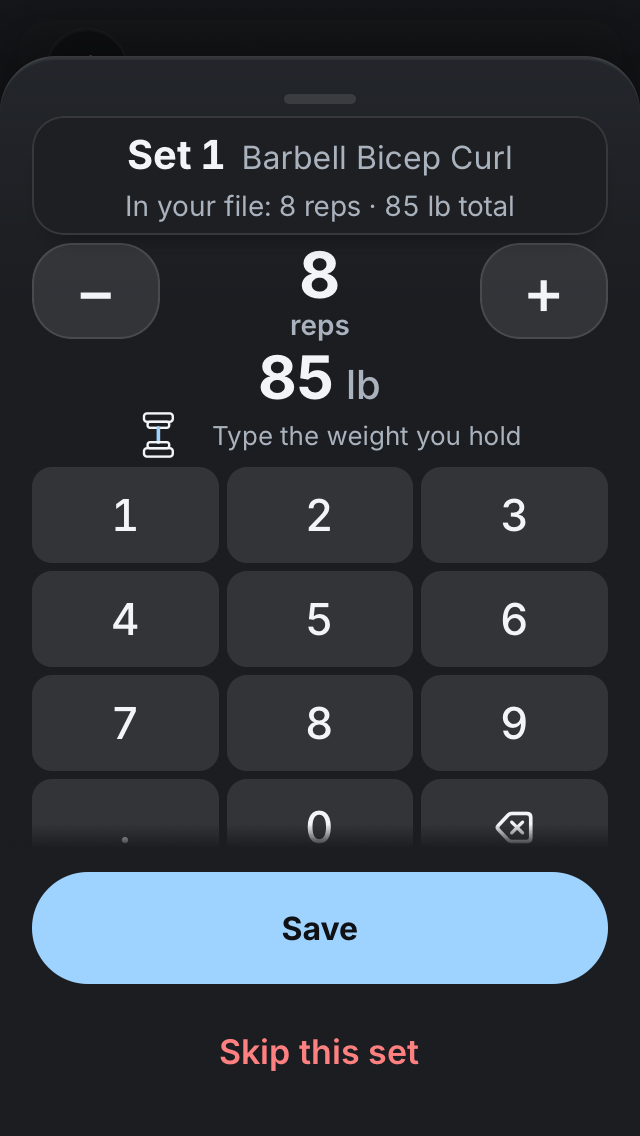 Set 1 Barbell Bicep Curl
In your file: 8 reps · 85 lb total
− 8 +
reps
85 lb
Type the weight you hold
1 2 3
4 5 6
7 8 9
. 0
Save
Skip this set